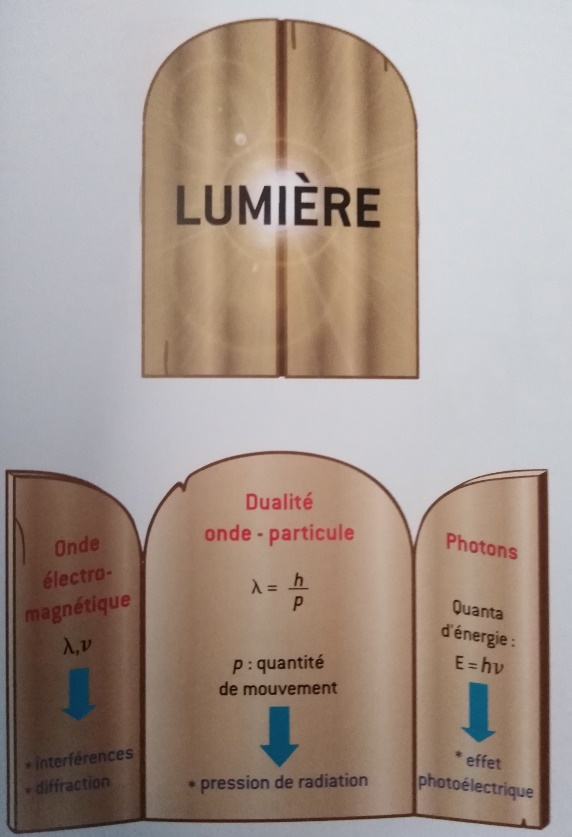 LUMIÈRE
Onde
électro-
magnétique
λ,ν
* interférences
* diffraction
Dualité
onde - particule
λ = h/p
p : quantité
de mouvement
* pression de radiation
Photons
Quanta
d'énergie :
E = hν
* effet
photoélectrique